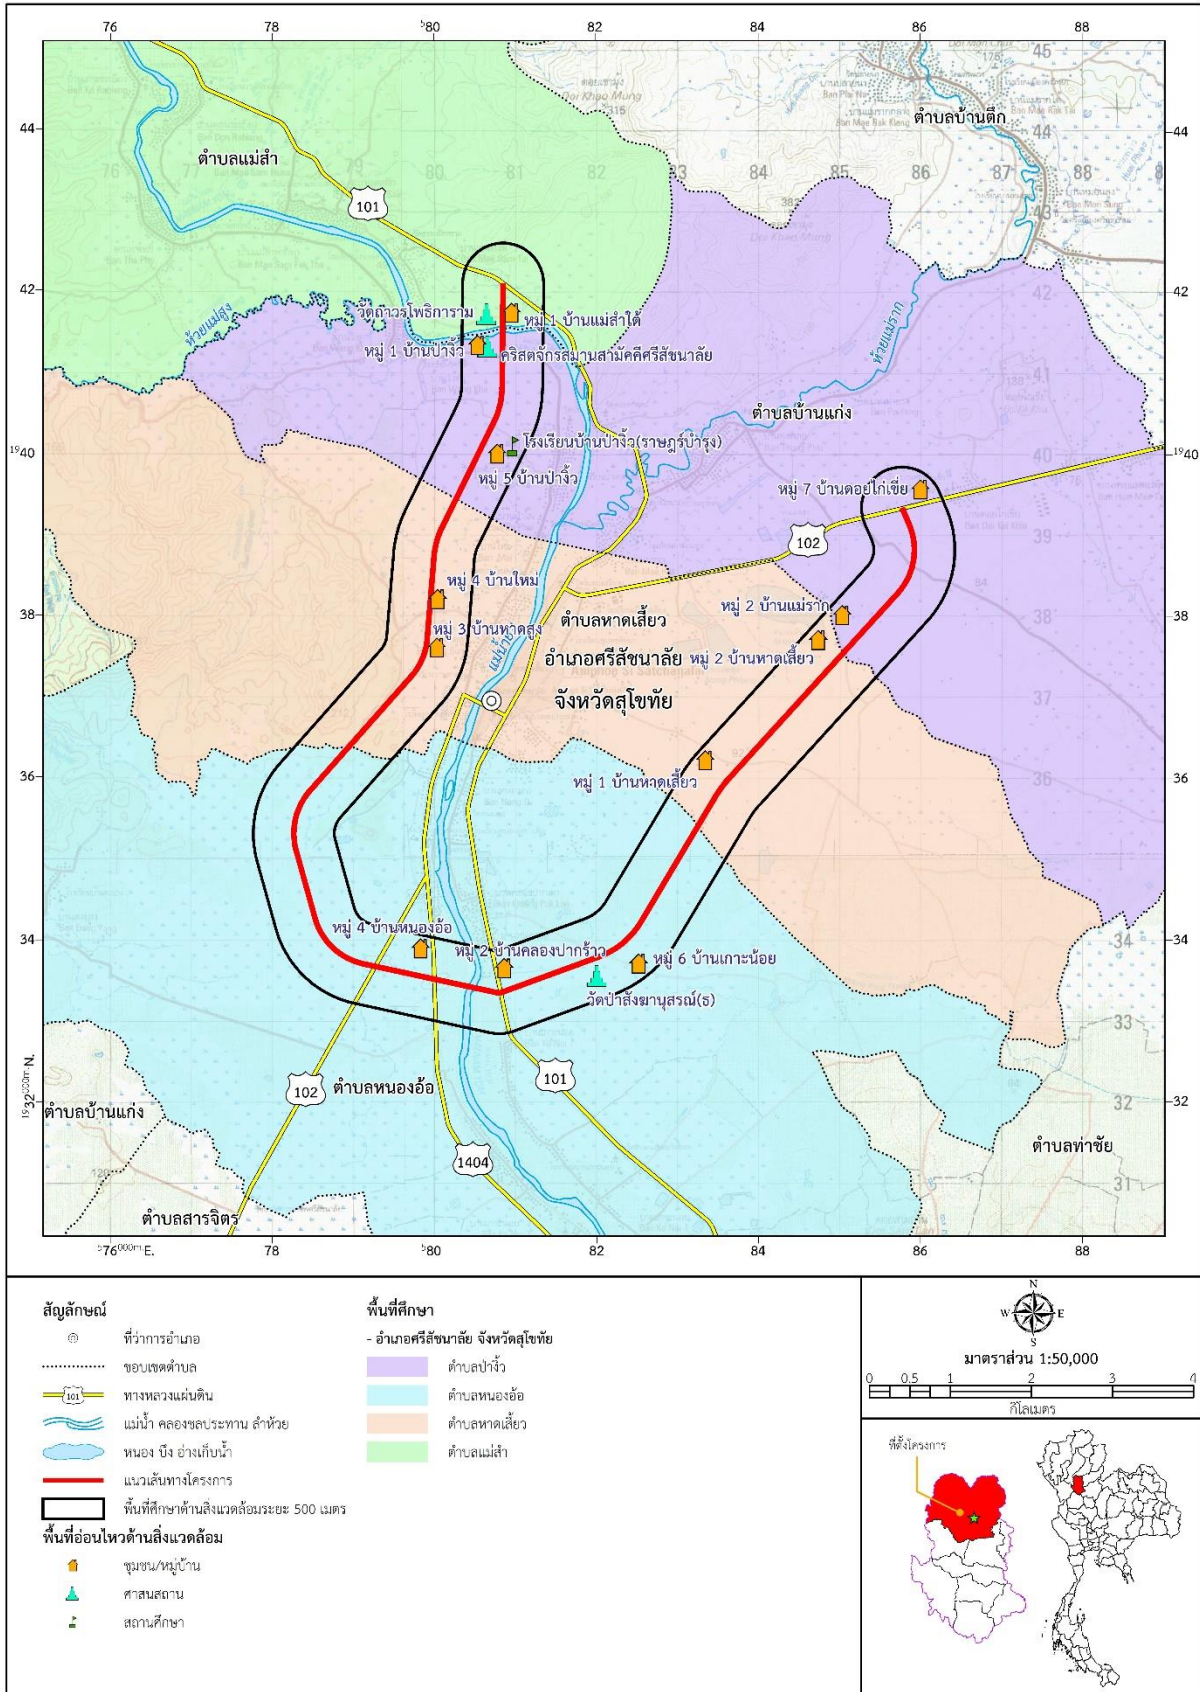 76
78
⁵80
82
84
86
88
44
42
¹⁹40
38
36
34
¹⁹32⁰⁰⁰ᵐN.
44
42
¹⁹40
38
36
34
32
⁵76⁰⁰⁰ᵐE.
78
⁵80
82
84
86
88
ตำบลแม่สำ
ตำบลบ้านตึก
101
Doi Khao Mung
วัดถาวรโพธิการาม
หมู่ 1 บ้านแม่สำใต้
ห้วยแม่สูง
หมู่ 1 บ้านป่างิ้ว
คริสตจักรสมานสามัคคีศรีสัชนาลัย
ห้วยแม่ราก
ตำบลบ้านแก่ง
โรงเรียนบ้านป่างิ้ว(ราษฎร์บำรุง)
หมู่ 5 บ้านป่างิ้ว
หมู่ 7 บ้านดอยไก่เขี่ย
102
หมู่ 4 บ้านใหม่
หมู่ 2 บ้านแม่ราก
ตำบลหาดเสี้ยว
หมู่ 3 บ้านหาดสูง
อำเภอศรีสัชนาลัย
หมู่ 2 บ้านหาดเสี้ยว
จังหวัดสุโขทัย
หมู่ 1 บ้านหาดเสี้ยว
หมู่ 4 บ้านหนองอ้อ
หมู่ 2 บ้านคลองปากร้าว
หมู่ 6 บ้านเกาะน้อย
วัดป่าสังฆานุสรณ์(ธ)
102
ตำบลหนองอ้อ
101
ตำบลบ้านแก่ง
1404
ตำบลท่าชัย
ตำบลสารจิตร
สัญลักษณ์
ที่ว่าการอำเภอ
ขอบเขตตำบล
101 ทางหลวงแผ่นดิน
แม่น้ำ คลองชลประทาน ลำห้วย
หนอง บึง อ่างเก็บน้ำ
แนวเส้นทางโครงการ
พื้นที่ศึกษาด้านสิ่งแวดล้อมระยะ 500 เมตร
พื้นที่อ่อนไหวด้านสิ่งแวดล้อม
ชุมชน/หมู่บ้าน
ศาสนสถาน
สถานศึกษา
พื้นที่ศึกษา
- อำเภอศรีสัชนาลัย จังหวัดสุโขทัย
ตำบลป่างิ้ว
ตำบลหนองอ้อ
ตำบลหาดเสี้ยว
ตำบลแม่สำ
N
W E
S
มาตราส่วน 1:50,000
0 0.5 1 2 3 4
กิโลเมตร
ที่ตั้งโครงการ